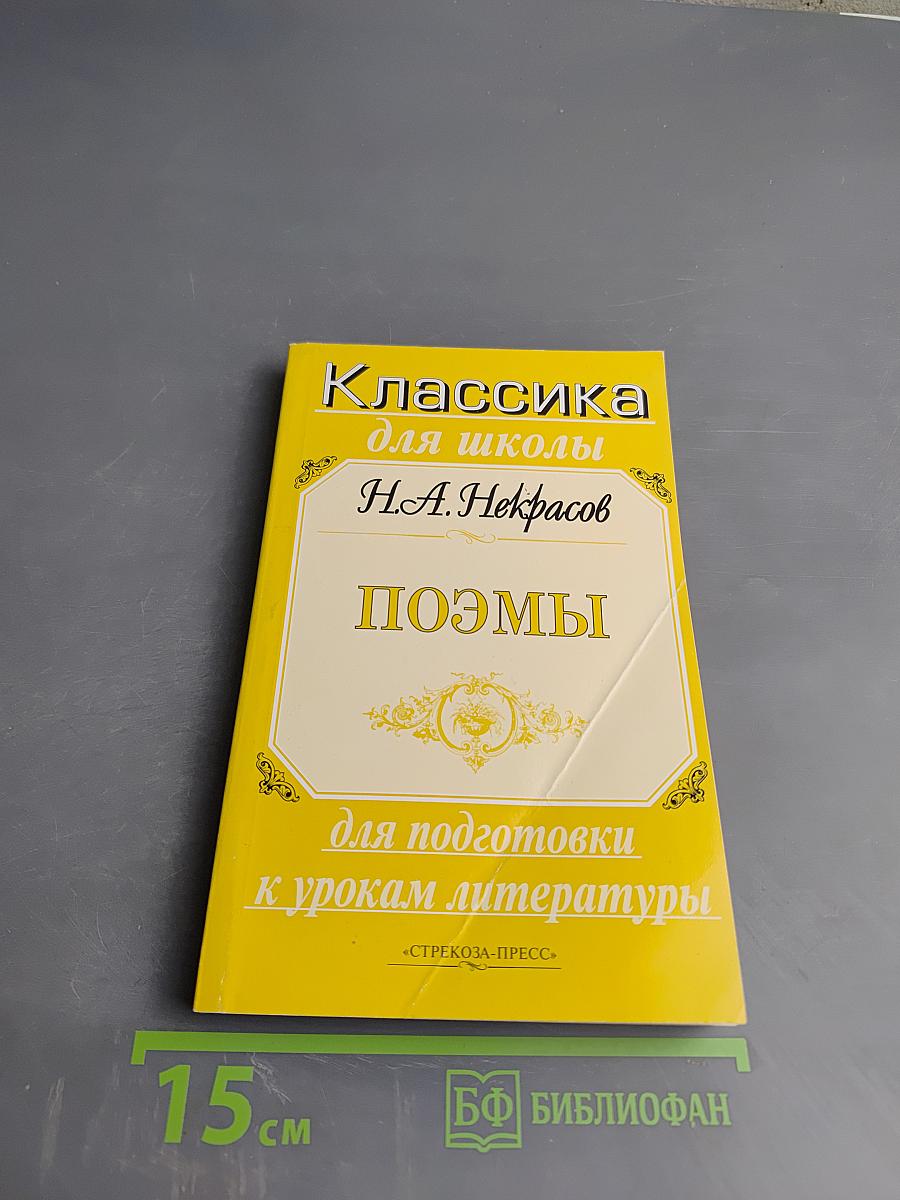 Классика
для школы
Н.А. Некрасов
ПОЭМЫ
для подготовки
к урокам литературы
«СТРЕКОЗА-ПРЕСС»
15 см
БФ БИБЛИОФАН